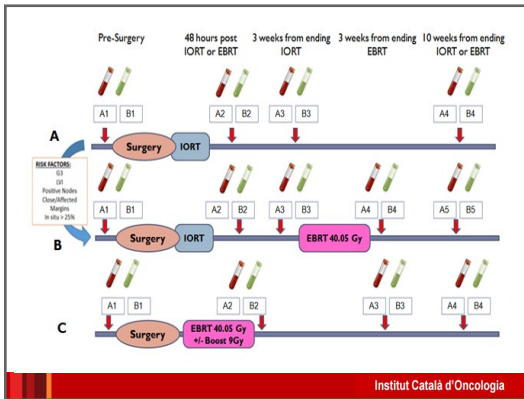 Pre-Surgery
48 hours post
IORT or EBRT
3 weeks from ending
IORT
3 weeks from ending
EBRT
10 weeks from ending
IORT or EBRT
A1 B1 A2 B2 A3 B3 A4 B4
A
Surgery IORT
RISK FACTORS:
G3
LVI
Positive Nodes
Close/Affected
Margins
In situ > 25%
A1 B1 A2 B2 A3 B3 A4 B4 A5 B5
B
Surgery IORT EBRT 40.05 Gy
A1 B1 A2 B2 A3 B3 A4 B4
C
Surgery
EBRT 40.05 Gy
+/- Boost 9Gy
Institut Català d'Oncologia